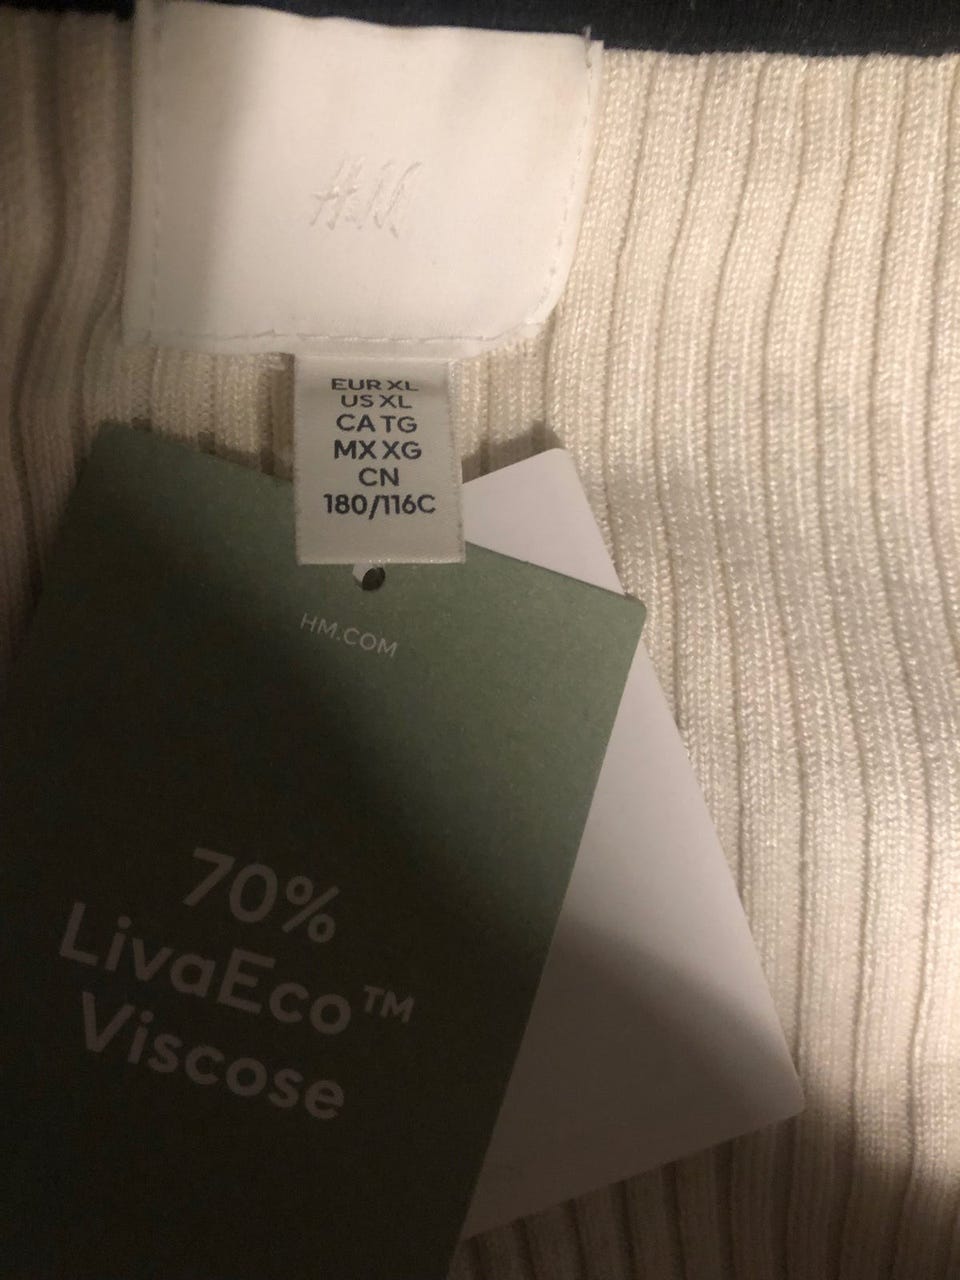 H&M
EUR XL
US XL
CA TG
MX XG
CN
180/116C
HM.COM
70%
LivaEco™
Viscose